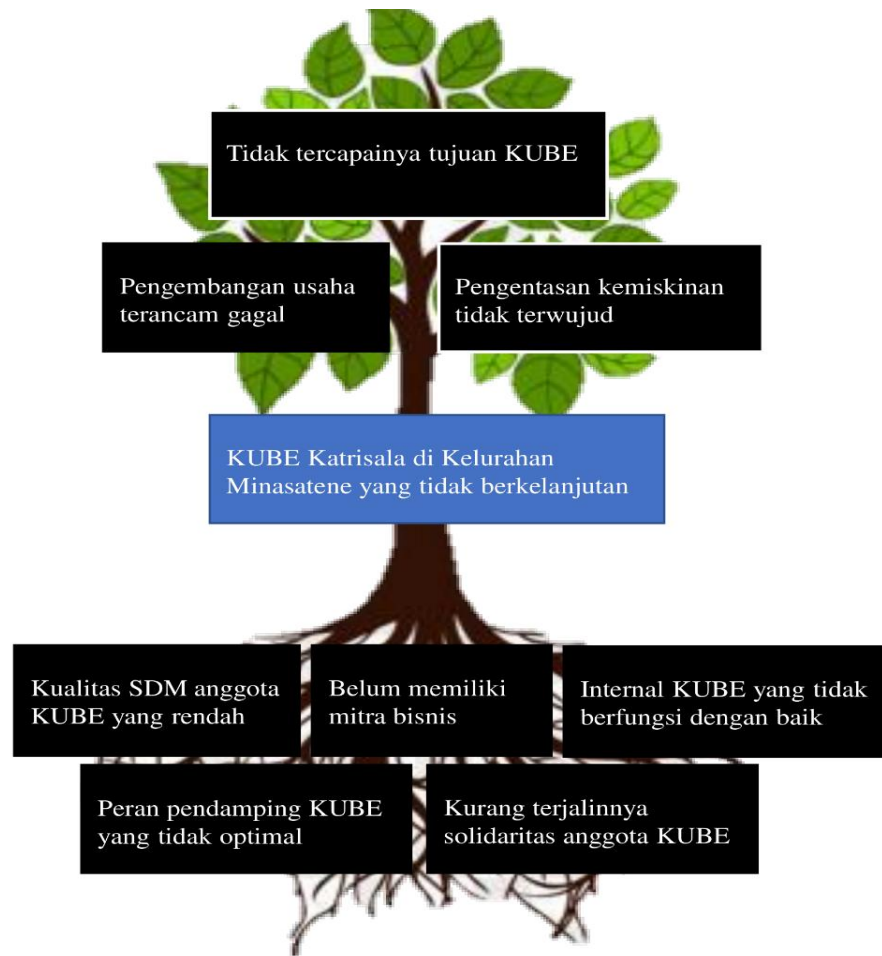 Tidak tercapainya tujuan KUBE
Pengembangan usaha
terancam gagal
Pengentasan kemiskinan
tidak terwujud
KUBE Katrisala di Kelurahan
Minasatene yang tidak berkelanjutan
Kualitas SDM anggota
KUBE yang rendah
Belum memiliki
mitra bisnis
Internal KUBE yang tidak
berfungsi dengan baik
Peran pendamping KUBE
yang tidak optimal
Kurang terjalinnya
solidaritas anggota KUBE